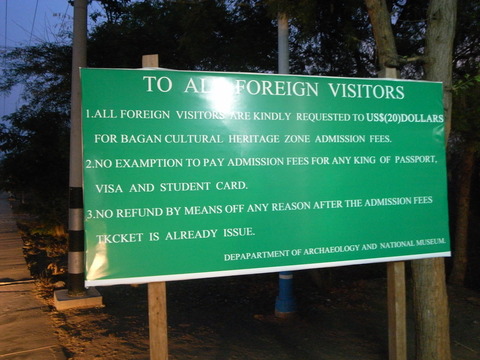 TO ALL FOREIGN VISITORS
1.ALL FOREIGN VISITORS ARE KINDLY REQUESTED TO US$(20)DOLLARS
FOR BAGAN CULTURAL HERITAGE ZONE ADMISSION FEES.
2.NO EXAMPTION TO PAY ADMISSION FEES FOR ANY KING OF PASSPORT,
VISA AND STUDENT CARD.
3.NO REFUND BY MEANS OFF ANY REASON AFTER THE ADMISSION FEES
TKCKET IS ALREADY ISSUE.
DEPAPARTMENT OF ARCHAEOLOGY AND NATIONAL MUSEUM.